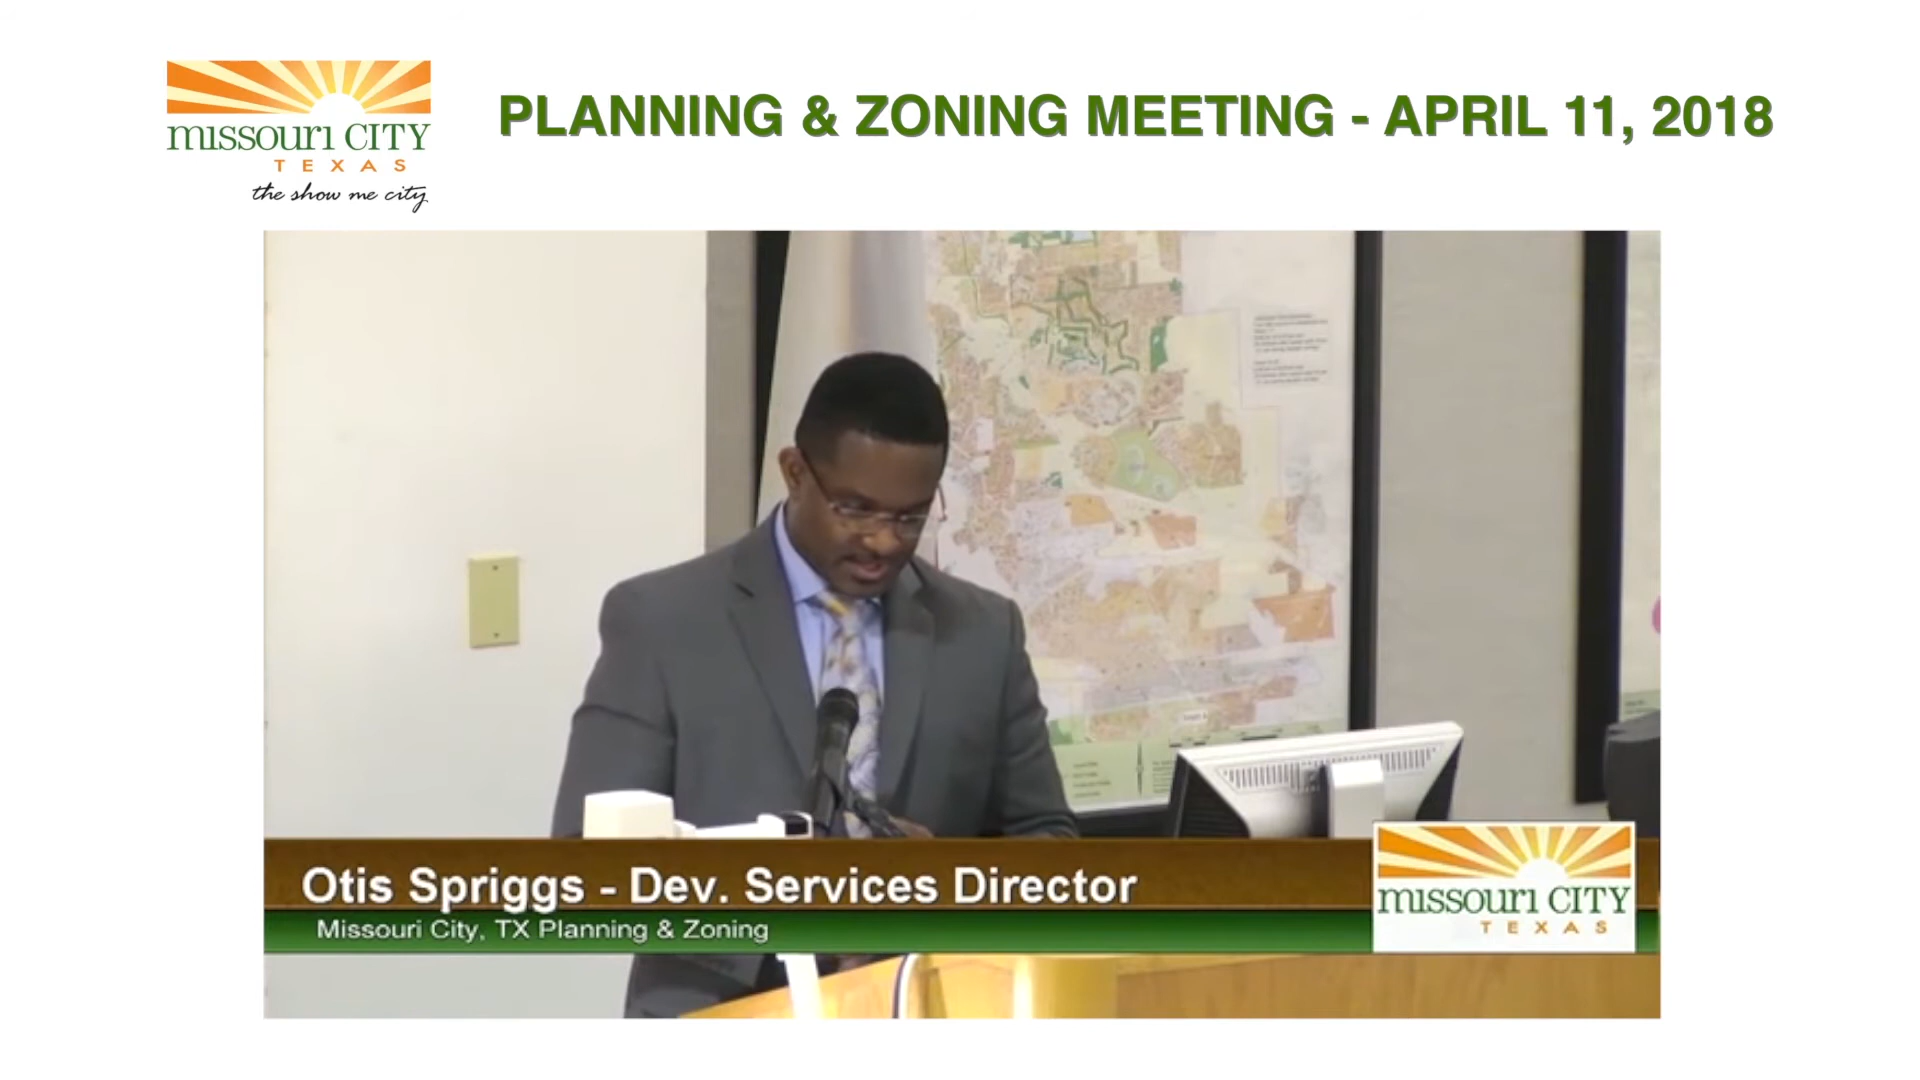 missouri CITY
TEXAS
the show me city
PLANNING & ZONING MEETING - APRIL 11, 2018
Otis Spriggs - Dev. Services Director
Missouri City, TX Planning & Zoning
missouri CITY
TEXAS